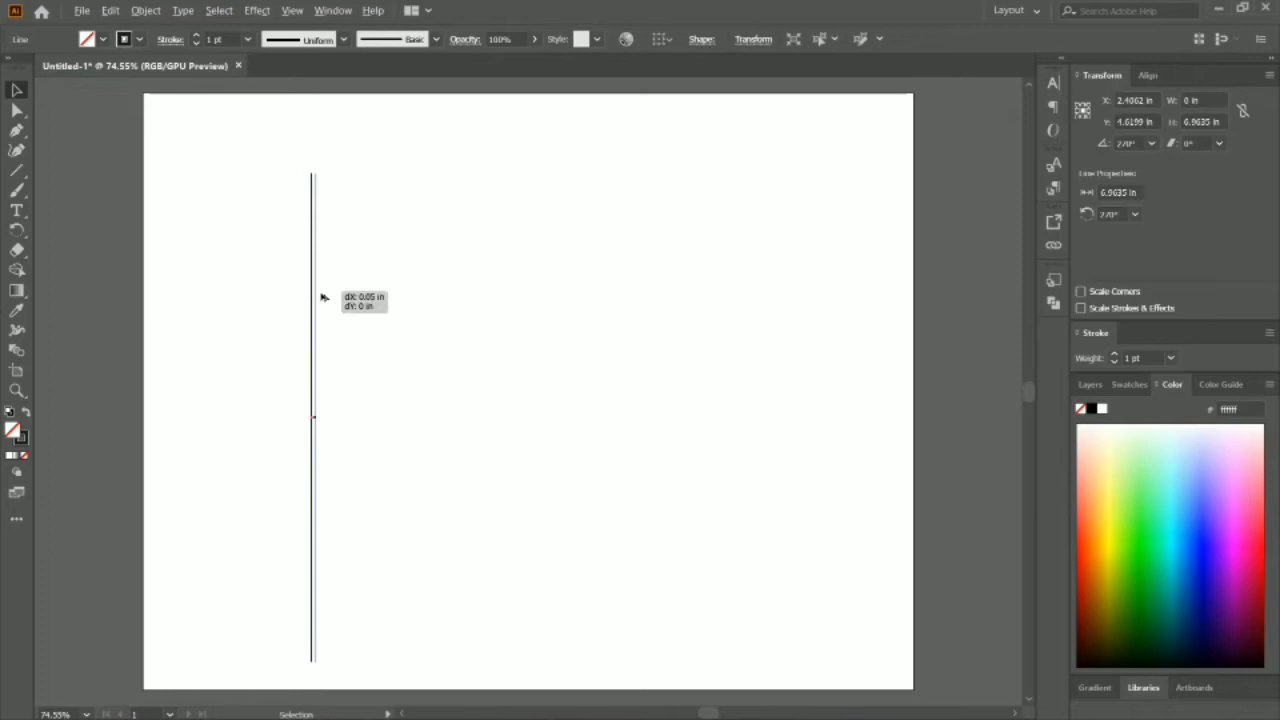 Ai File Edit Object Type Select Effect View Window Help Layout Search Adobe Help
Line Stroke: 1 pt Uniform Basic Opacity: 100% Style: Shape: Transform
Untitled-1* @ 74.55% (RGB/GPU Preview) ×
Transform Align
X: 2.4062 in W: 0 in
Y: 4.6199 in H: 6.9635 in
270° 0°
Line Properties:
6.9635 in
270°
dX: 0.05 in
dY: 0 in
Scale Corners
Scale Strokes & Effects
Stroke
Weight: 1 pt
Layers Swatches Color Color Guide
# ffffff
Gradient Libraries Artboards
74.55% 1 Selection